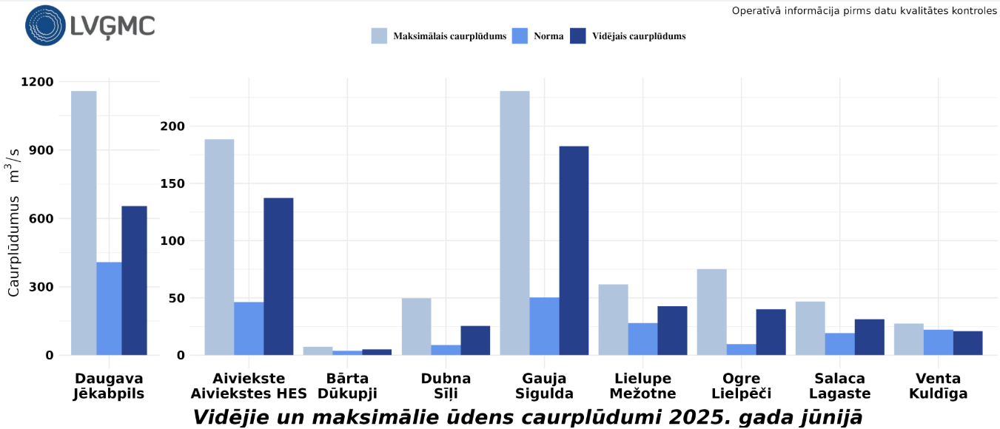 LVĢMC
Operatīvā informācija pirms datu kvalitātes kontroles
Maksimālais caurplūdums Norma Vidējais caurplūdums
Caurplūdumus m³/s
1200
900
600
300
0
200
150
100
50
0
Daugava
Jēkabpils
Aiviekste
Aiviekstes HES
Bārta
Dūkupji
Dubna
Sīļi
Gauja
Sigulda
Lielupe
Mežotne
Ogre
Lielpēči
Salaca
Lagaste
Venta
Kuldīga
Vidējie un maksimālie ūdens caurplūdumi 2025. gada jūnijā